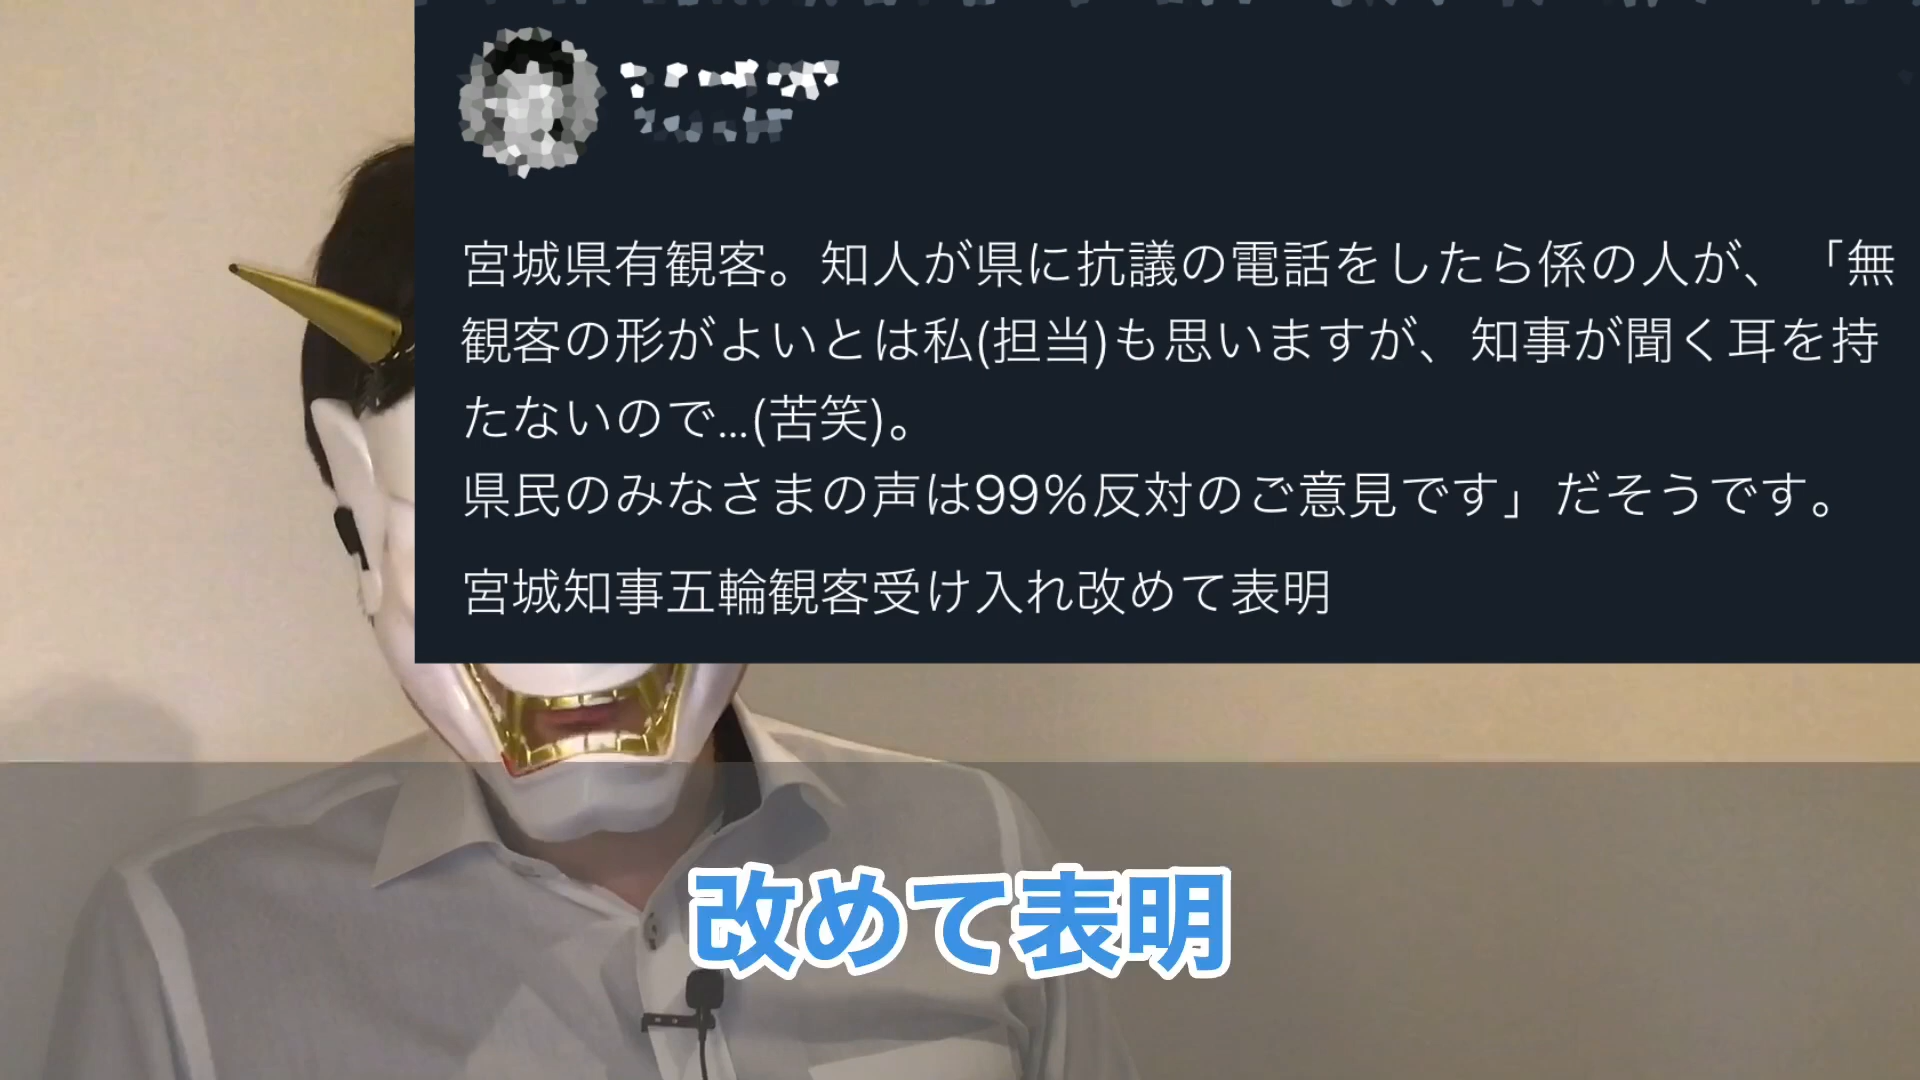 宮城県有観客。知人が県に抗議の電話をしたら係の人が、「無
観客の形がよいとは私(担当)も思いますが、知事が聞く耳を持
たないので...(苦笑)。
県民のみなさまの声は99%反対のご意見です」だそうです。
宮城知事五輪観客受け入れ改めて表明
改めて表明